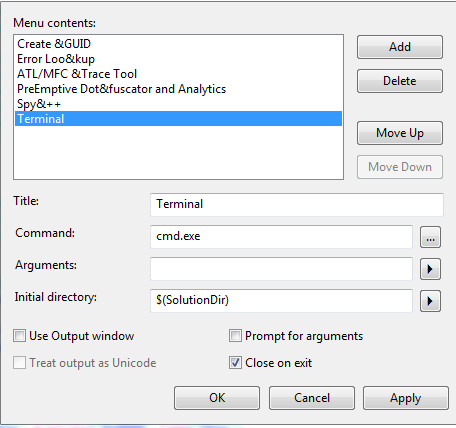 Menu contents:
Create &GUID
Error Loo&kup
ATL/MFC &Trace Tool
PreEmptive Dot&fuscator and Analytics
Spy&++
Terminal
Add
Delete
Move Up
Move Down
Title:
Terminal
Command:
cmd.exe
...
Arguments:
Initial directory:
$(SolutionDir)
Use Output window
Prompt for arguments
Treat output as Unicode
Close on exit
OK
Cancel
Apply